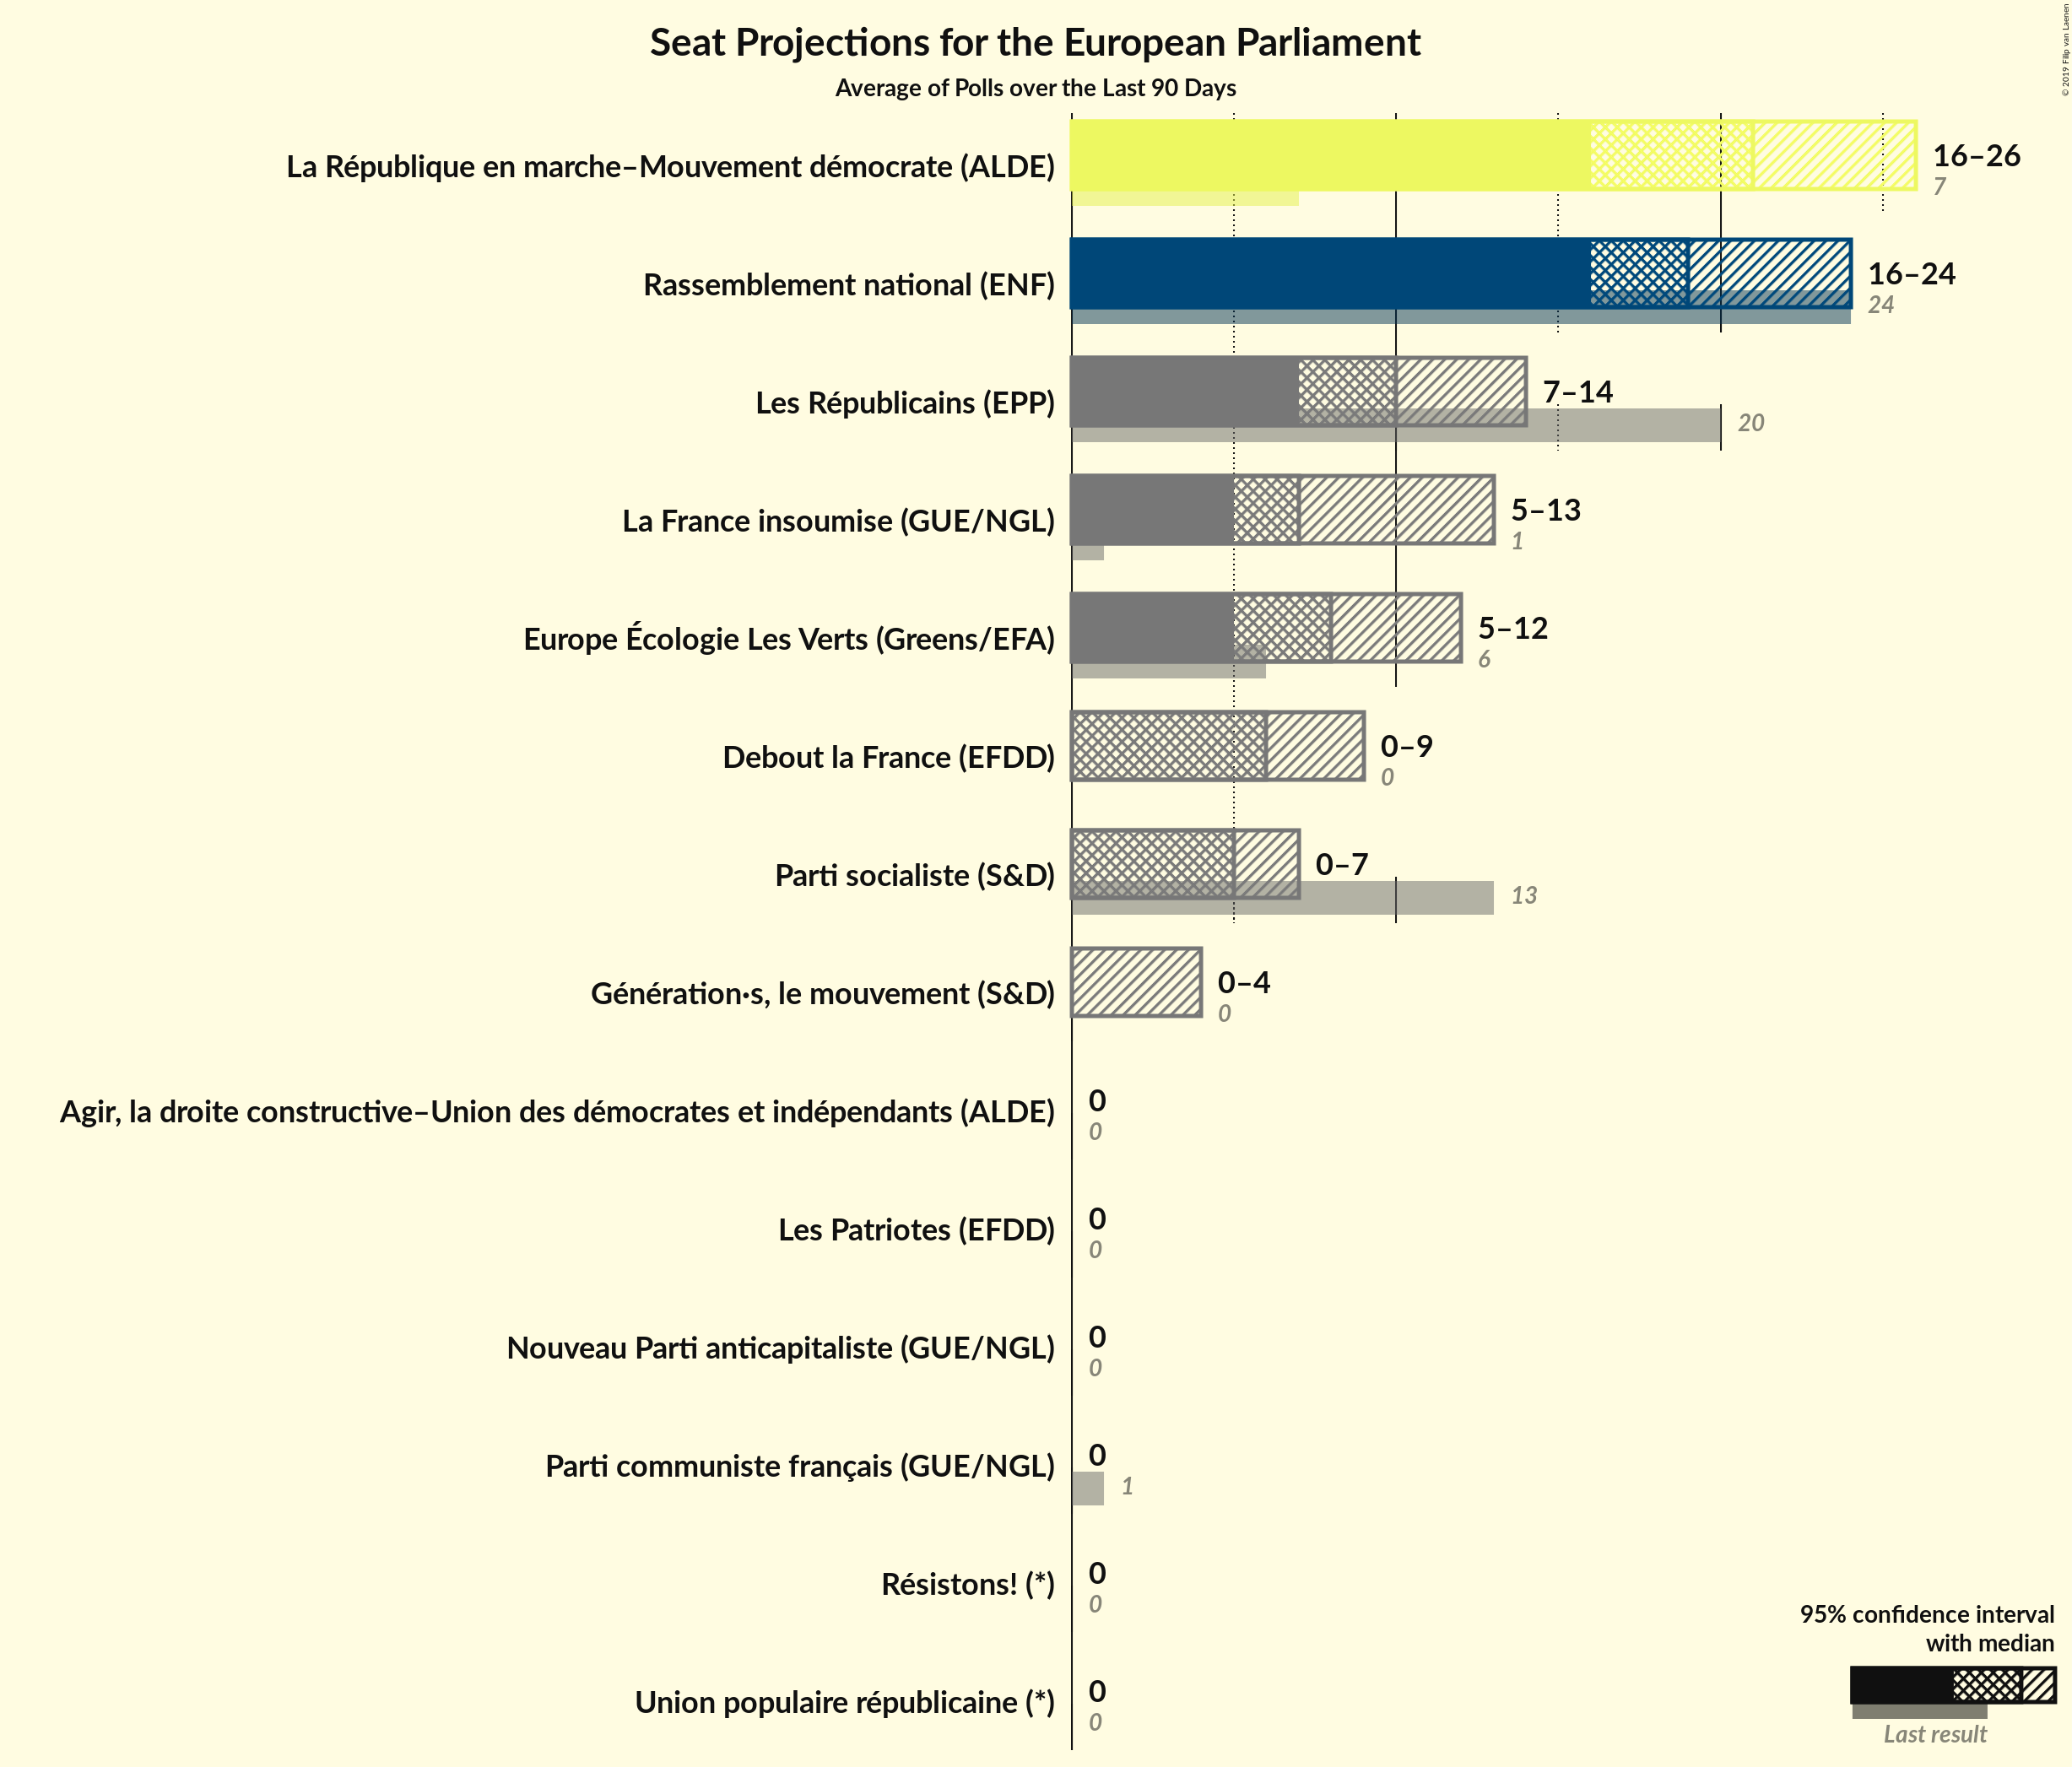 Seat Projections for the European Parliament
Average of Polls over the Last 90 Days
© 2019 Filip van Laenen
La République en marche–Mouvement démocrate (ALDE)
16–26
7
Rassemblement national (ENF)
16–24
24
Les Républicains (EPP)
7–14
20
La France insoumise (GUE/NGL)
5–13
1
Europe Écologie Les Verts (Greens/EFA)
5–12
6
Debout la France (EFDD)
0–9
0
Parti socialiste (S&D)
0–7
13
Génération·s, le mouvement (S&D)
0–4
0
Agir, la droite constructive–Union des démocrates et indépendants (ALDE)
0
0
Les Patriotes (EFDD)
0
0
Nouveau Parti anticapitaliste (GUE/NGL)
0
0
Parti communiste français (GUE/NGL)
0
1
Résistons! (*)
0
0
Union populaire républicaine (*)
0
0
95% confidence interval
with median
Last result